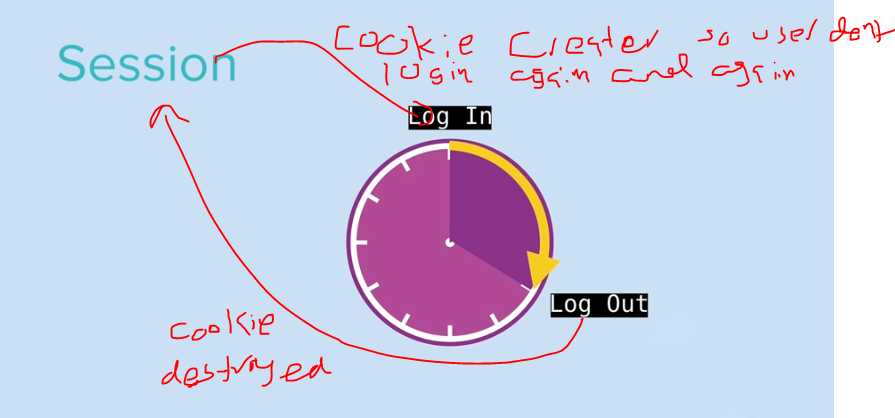 Session
Cookie Creater so user dont
login again and again
Log In
Log Out
Cookie
destroyed